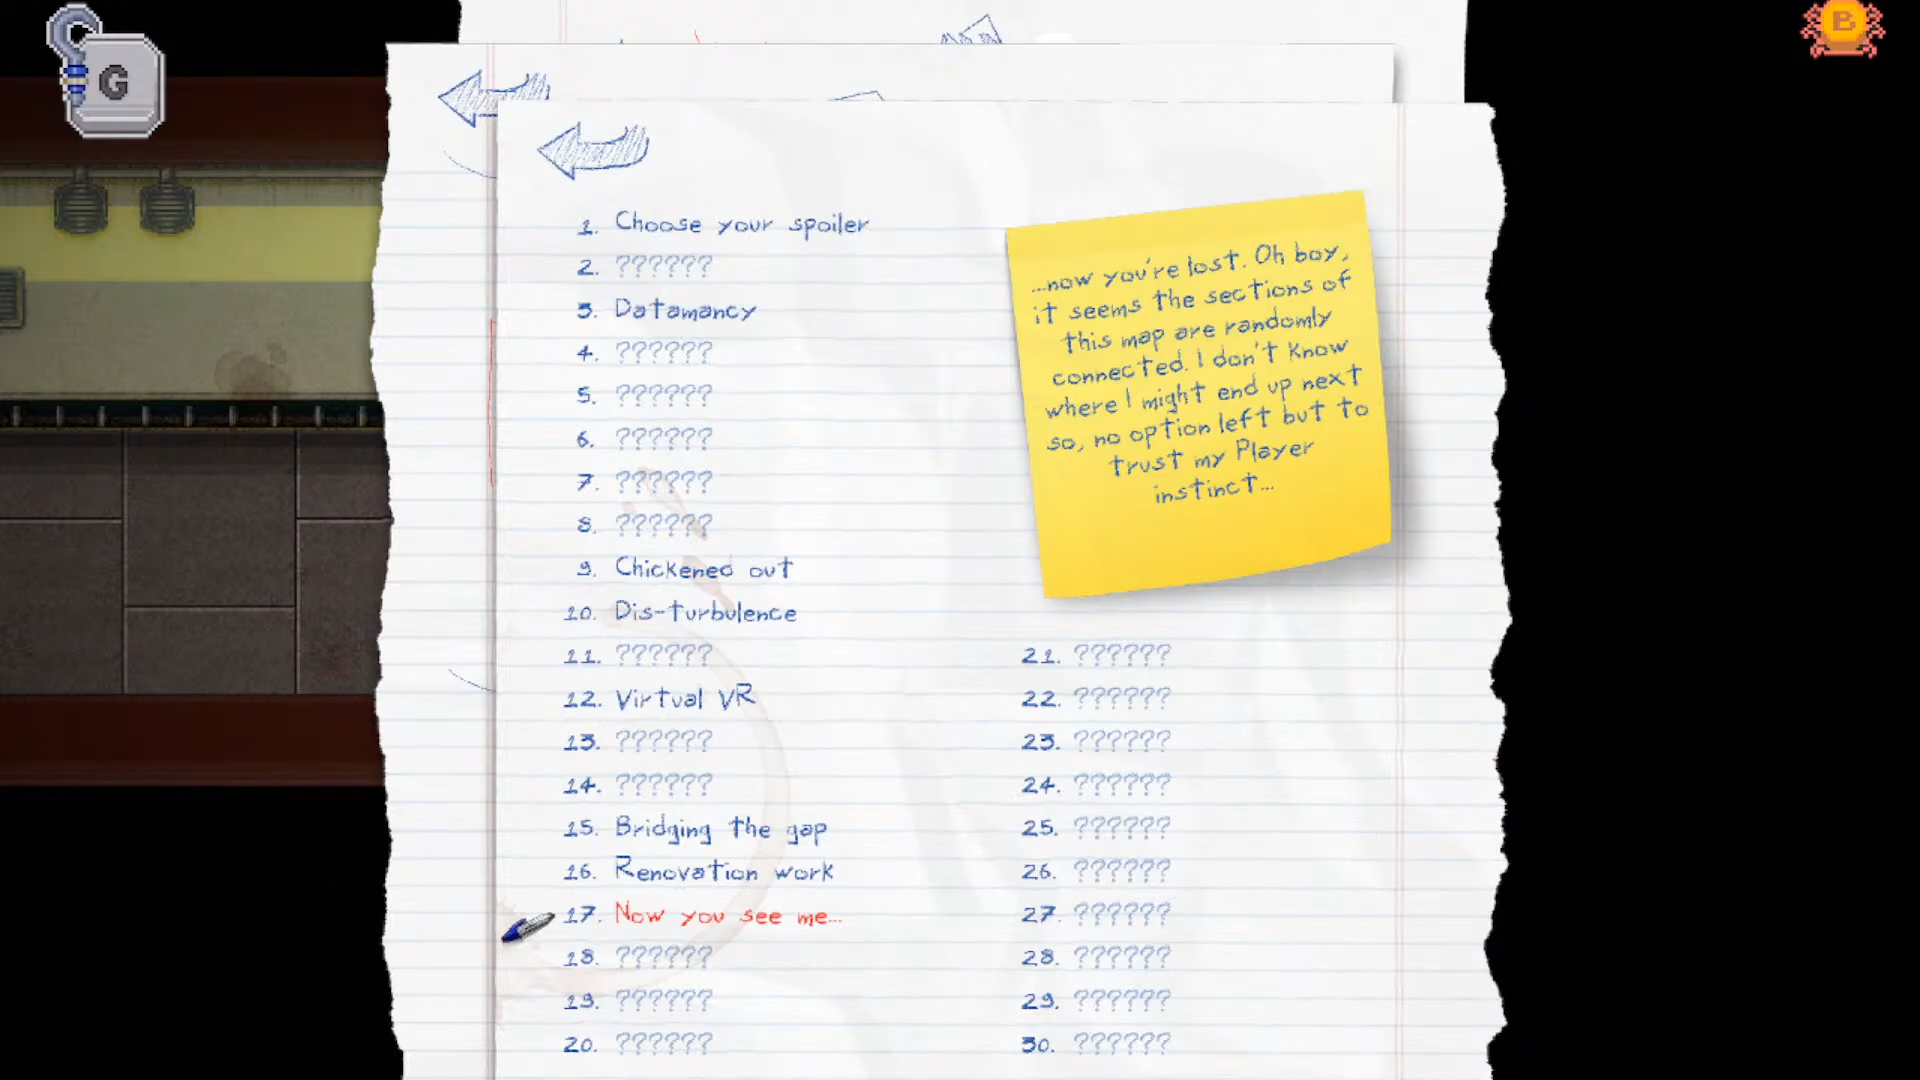 G
B
1. Choose your spoiler
2. ??????
3. Datamancy
4. ??????
5. ??????
6. ??????
7. ??????
8. ??????
9. Chickened out
10. Dis-turbulence
11. ??????
12. Virtual VR
13. ??????
14. ??????
15. Bridging the gap
16. Renovation work
17. Now you see me...
18. ??????
19. ??????
20. ??????
...now you're lost. Oh boy,
it seems the sections of
this map are randomly
connected. I don't know
where I might end up next
so, no option left but to
trust my Player
instinct...
21. ??????
22. ??????
23. ??????
24. ??????
25. ??????
26. ??????
27. ??????
28. ??????
29. ??????
30. ??????